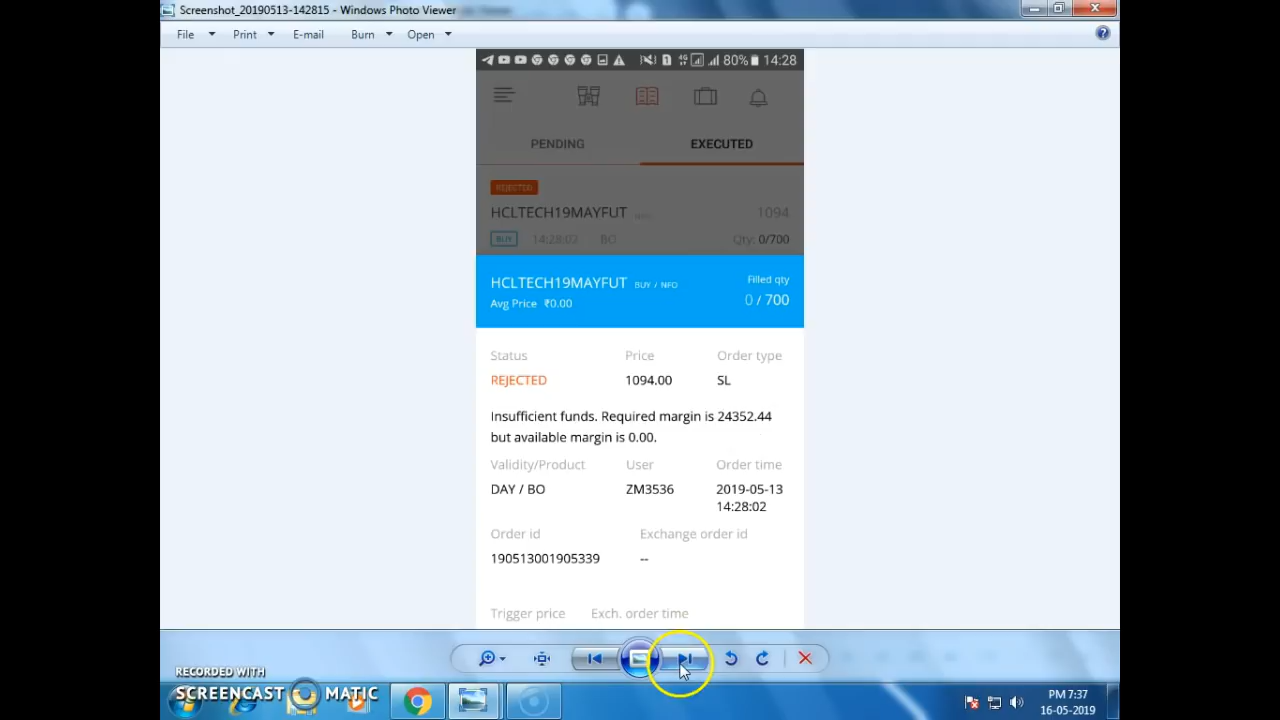 Screenshot_20190513-142815 - Windows Photo Viewer
File Print E-mail Burn Open
80% 14:28
PENDING EXECUTED
REJECTED
HCLTECH19MAYFUT 1094
BUY 14:28:02 BO Qty: 0/700
HCLTECH19MAYFUT BUY / NFO Filled qty
Avg Price ₹0.00 0 / 700
Status Price Order type
REJECTED 1094.00 SL
Insufficient funds. Required margin is 24352.44
but available margin is 0.00.
Validity/Product User Order time
DAY / BO ZM3536 2019-05-13
14:28:02
Order id Exchange order id
190513001905339 --
Trigger price Exch. order time
RECORDED WITH
SCREENCAST MATIC
PM 7:37
16-05-2019